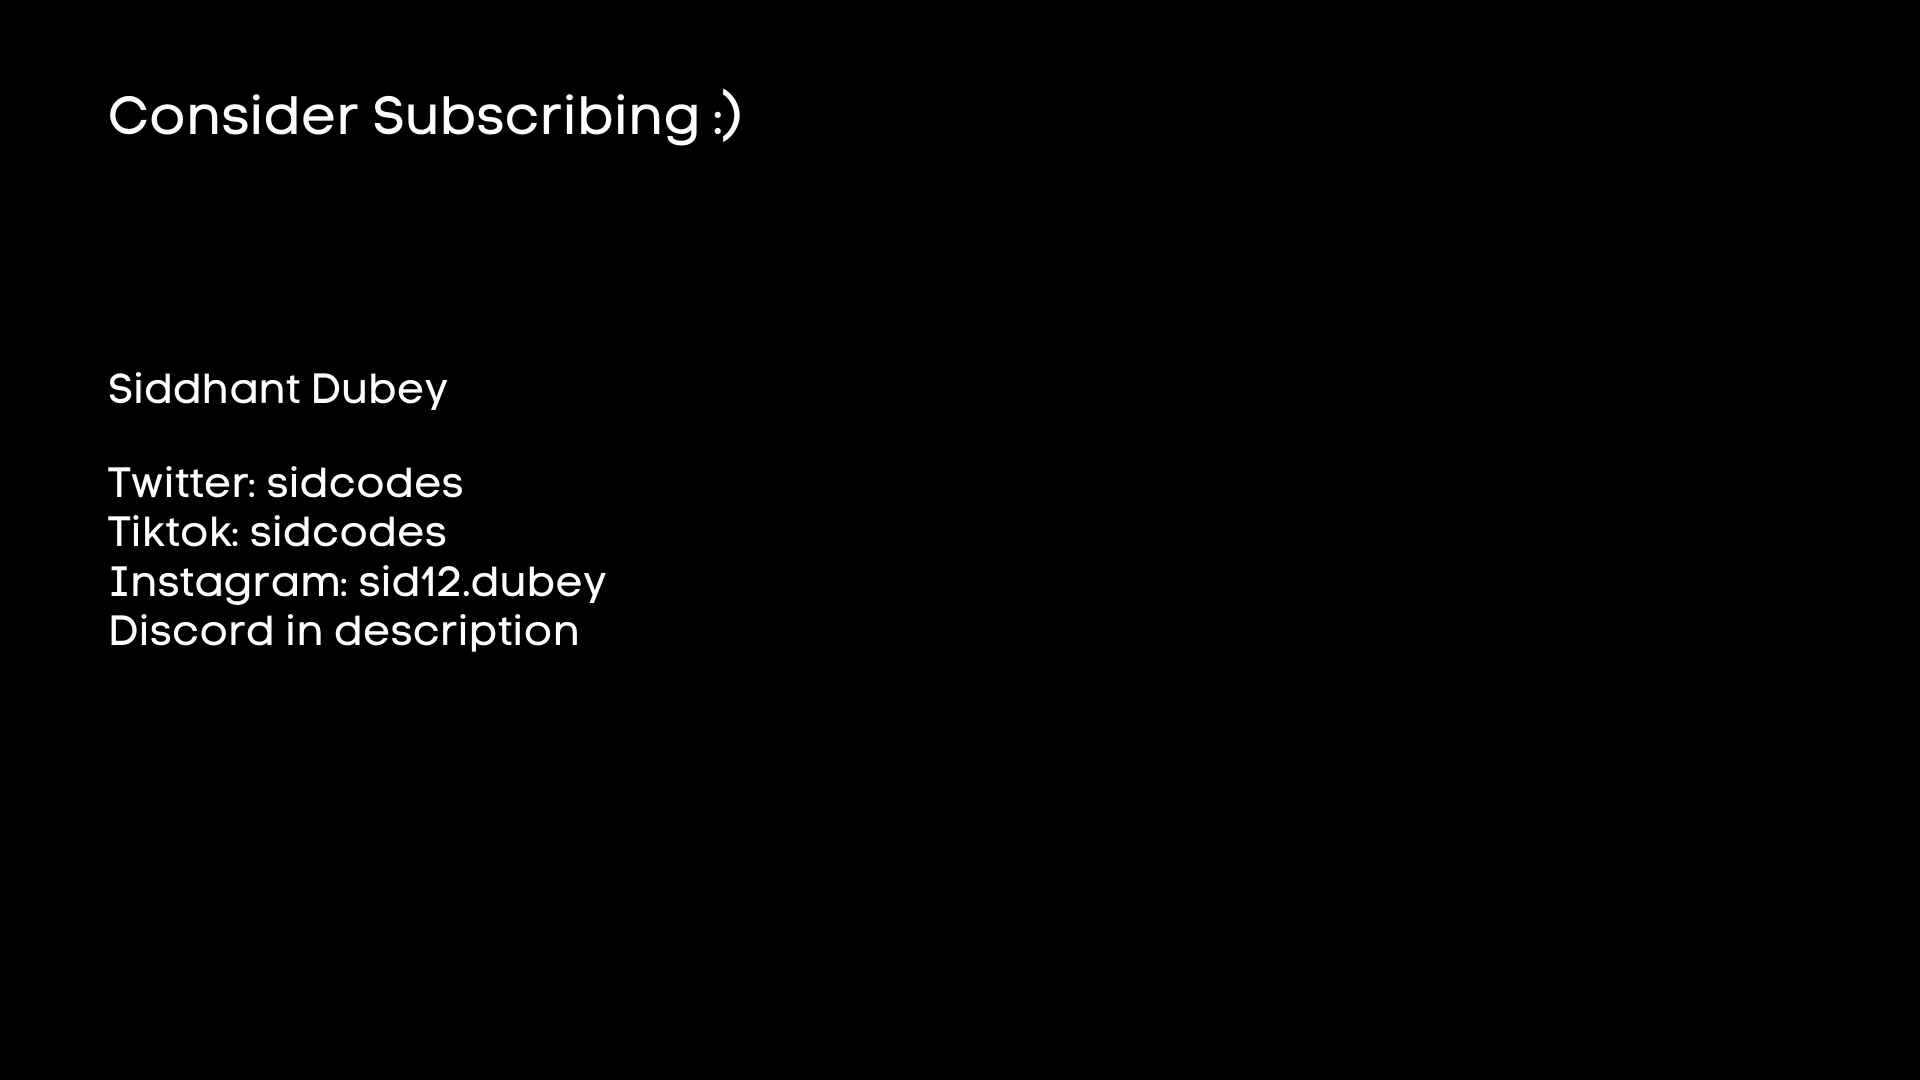 Consider Subscribing :)
Siddhant Dubey
Twitter: sidcodes
Tiktok: sidcodes
Instagram: sid12.dubey
Discord in description